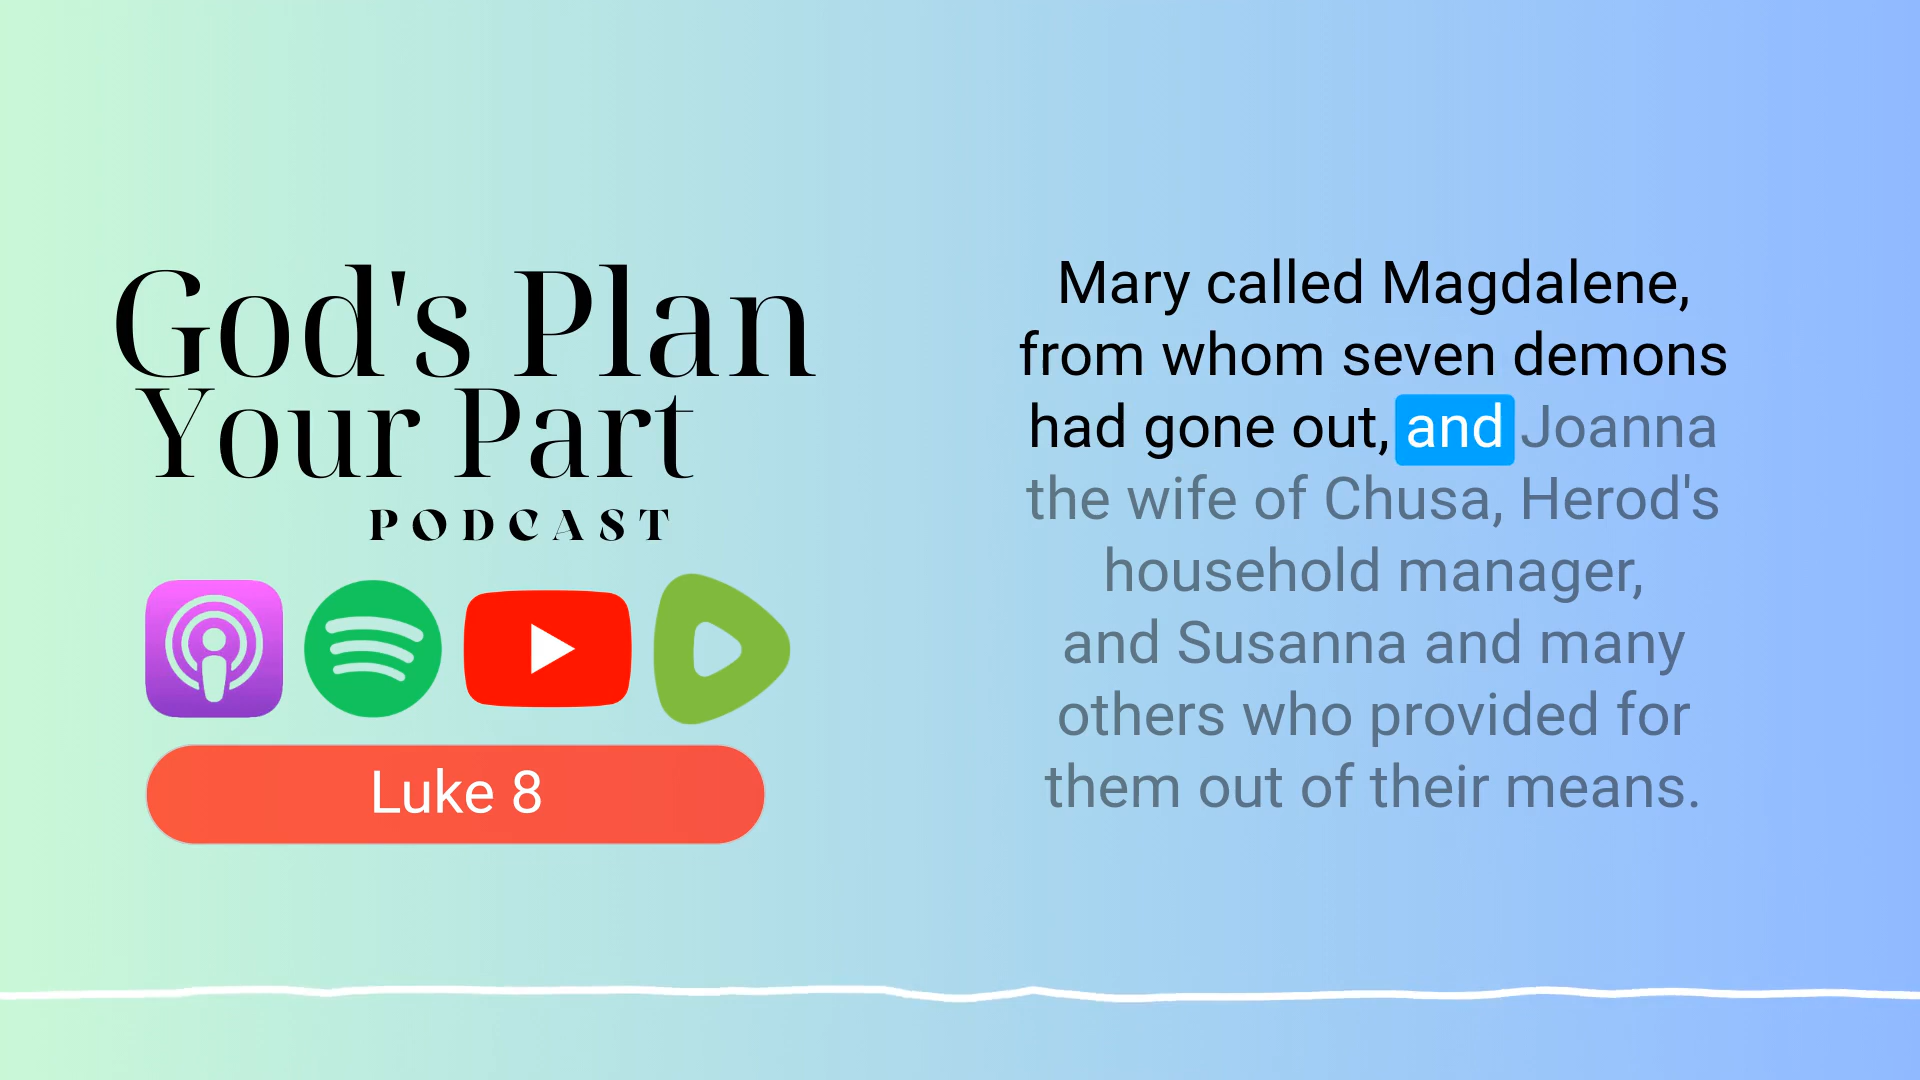 God's Plan
Your Part
PODCAST
Luke 8
Mary called Magdalene,
from whom seven demons
had gone out, and Joanna
the wife of Chusa, Herod's
household manager,
and Susanna and many
others who provided for
them out of their means.